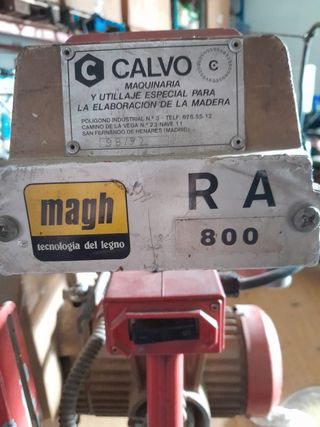 C CALVO
MAQUINARIA
Y UTILLAJE ESPECIAL PARA
LA ELABORACION DE LA MADERA
POLIGONO INDUSTRIAL N.º 3 - TELF. 675 55 12
CAMINO DE LA VEGA N.º 23-NAVE 11
SAN FERNANDO DE HENARES (MADRID)
magh
tecnologia del legno
R A
800